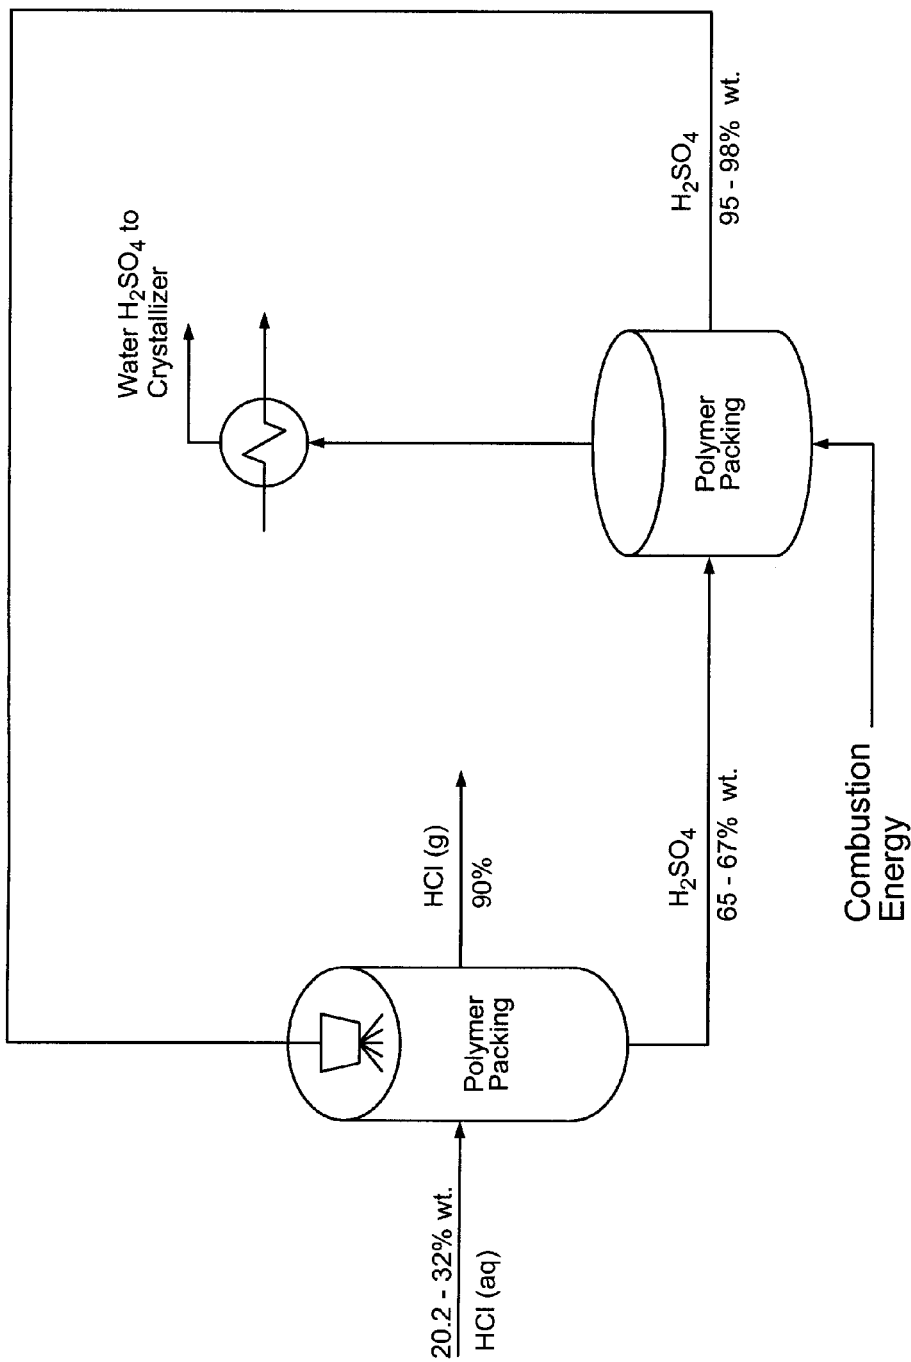 20.2 - 32% wt.
HCl (aq)
Polymer
Packing
HCl (g)
90%
H₂SO₄
65 - 67% wt.
Combustion
Energy
Polymer
Packing
Water H₂SO₄ to
Crystallizer
H₂SO₄
95 - 98% wt.